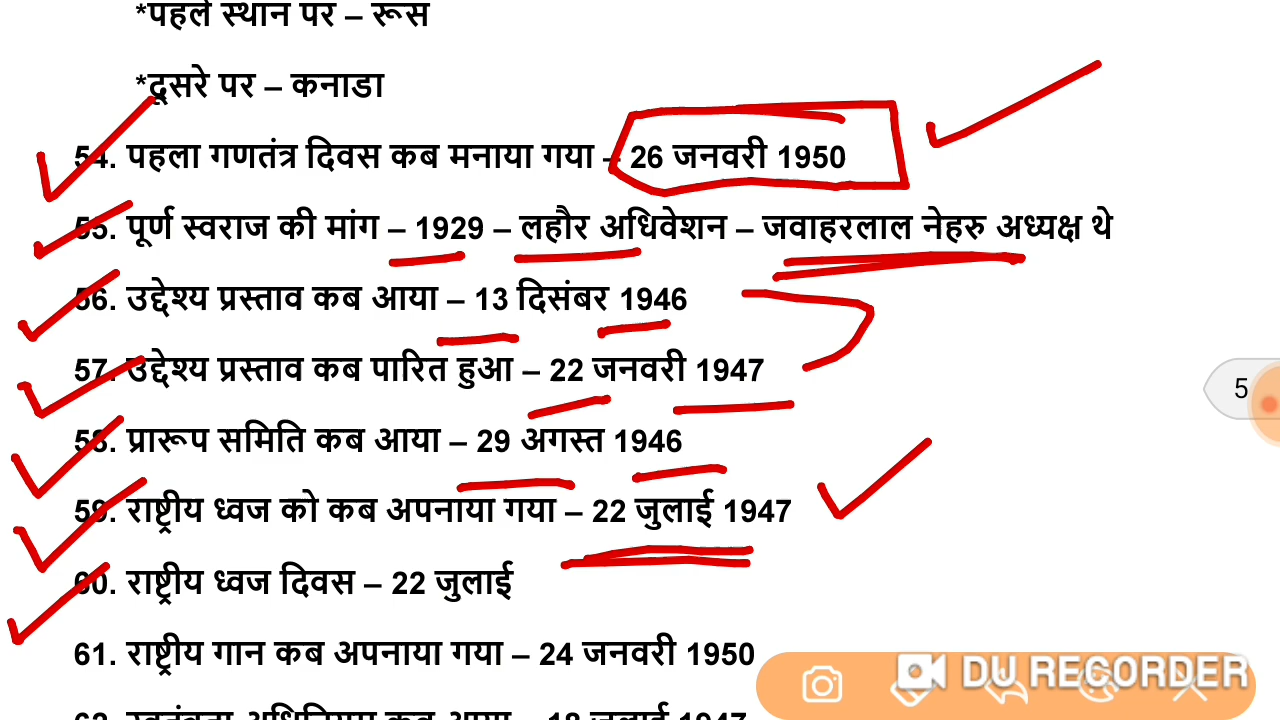 *पहले स्थान पर – रूस
*दूसरे पर – कनाडा
54. पहला गणतंत्र दिवस कब मनाया गया – 26 जनवरी 1950
55. पूर्ण स्वराज की मांग – 1929 – लहौर अधिवेशन – जवाहरलाल नेहरु अध्यक्ष थे
56. उद्देश्य प्रस्ताव कब आया – 13 दिसंबर 1946
57. उद्देश्य प्रस्ताव कब पारित हुआ – 22 जनवरी 1947
5
58. प्रारूप समिति कब आया – 29 अगस्त 1946
59. राष्ट्रीय ध्वज को कब अपनाया गया – 22 जुलाई 1947
60. राष्ट्रीय ध्वज दिवस – 22 जुलाई
61. राष्ट्रीय गान कब अपनाया गया – 24 जनवरी 1950
DU RECORDER